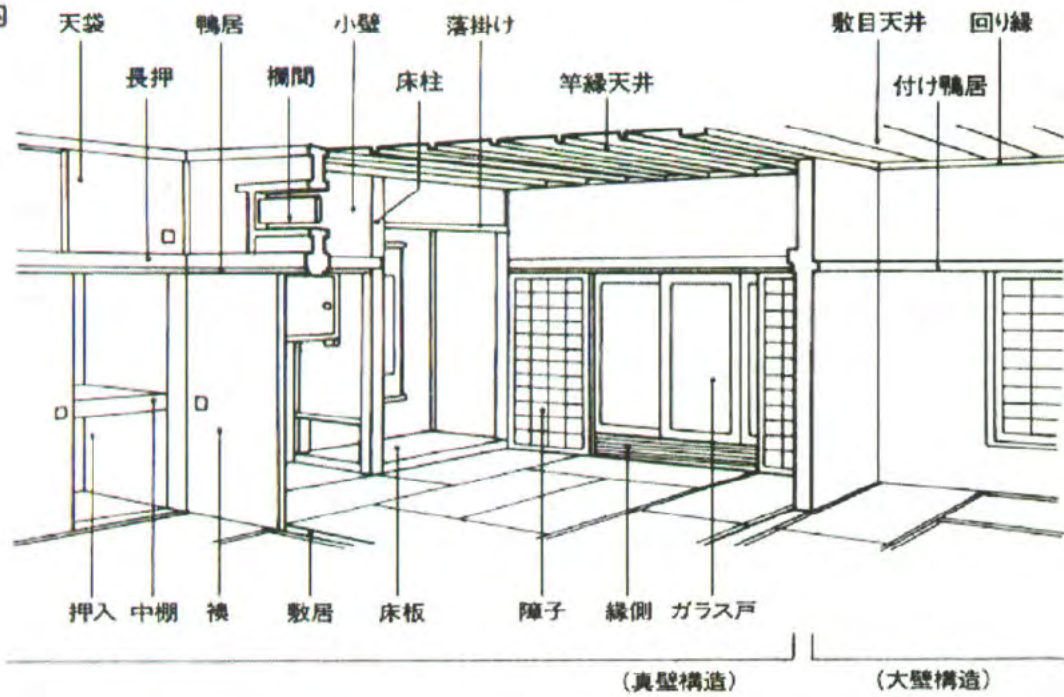 天袋 鴨居 小壁 落掛け 敷目天井 回り縁
長押 欄間 床柱 竿縁天井 付け鴨居
押入 中棚 襖 敷居 床板 障子 縁側 ガラス戸
(真壁構造) (大壁構造)